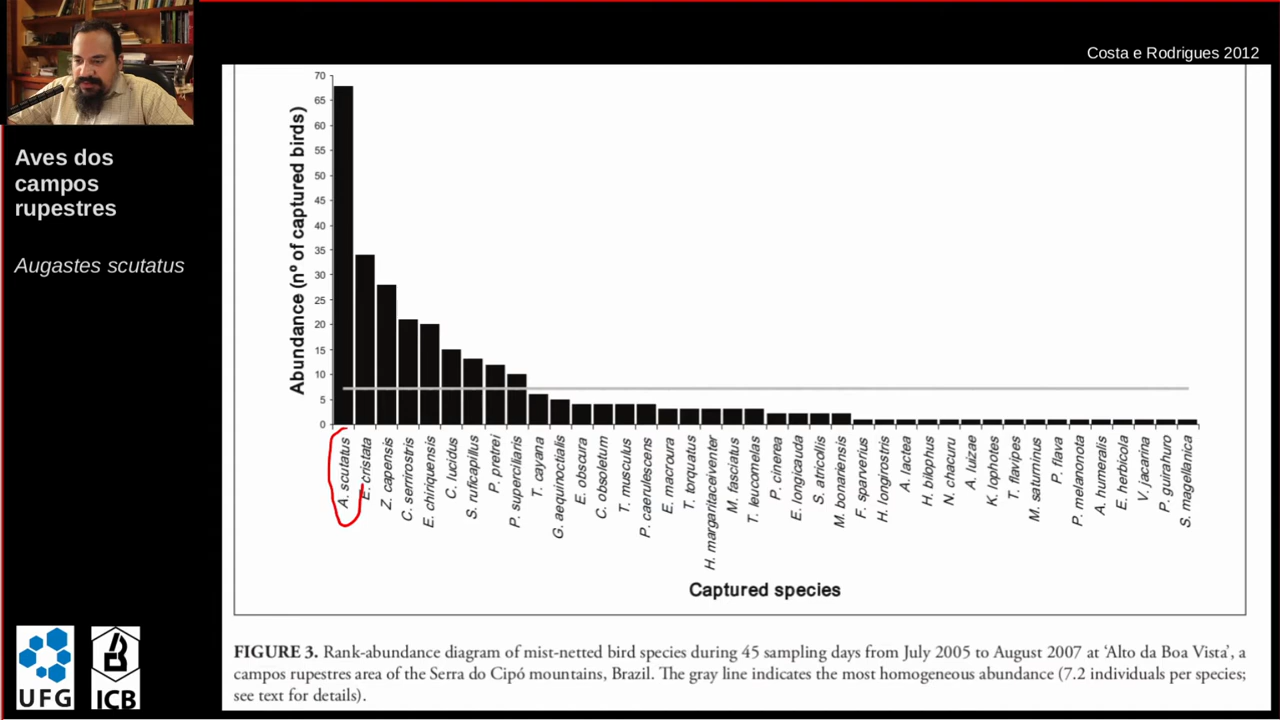 Costa e Rodrigues 2012
Aves dos
campos
rupestres
Augastes scutatus
UFG
ICB
Abundance (nº of captured birds)
70
65
60
55
50
45
40
35
30
25
20
15
10
5
0
A. scutatus
E. cristata
Z. capensis
C. serrirostris
E. chiriquensis
C. lucidus
S. ruficapillus
P. pretrei
P. superciliaris
T. cayana
G. aequinoctialis
E. obscura
C. obsoletum
T. musculus
P. caerulescens
E. macroura
T. torquatus
H. margaritaceiventer
M. fasciatus
T. leucomelas
P. cinerea
E. longicauda
S. atricollis
M. bonariensis
F. sparverius
H. longirostris
A. lactea
H. bilophus
N. chacuru
A. luizae
K. lophotes
T. flavipes
M. saturninus
P. flava
P. melanonota
A. humeralis
E. herbicola
V. jacarina
P. guirahuro
S. magellanica
Captured species
FIGURE 3. Rank-abundance diagram of mist-netted bird species during 45 sampling days from July 2005 to August 2007 at ‘Alto da Boa Vista’, a
campos rupestres area of the Serra do Cipó mountains, Brazil. The gray line indicates the most homogeneous abundance (7.2 individuals per species;
see text for details).